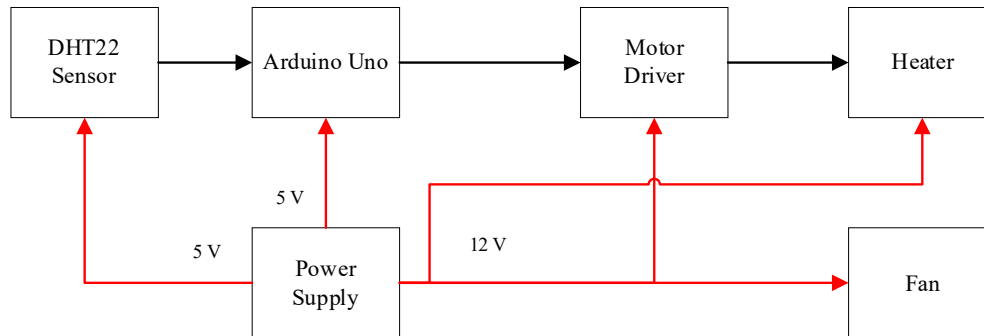 DHT22
Sensor
Arduino Uno
Motor
Driver
Heater
5 V
5 V
12 V
Power
Supply
Fan